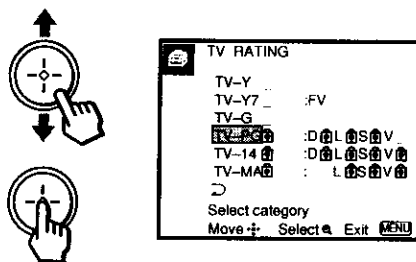 TV RATING
TV–Y _
TV–Y7 _ :FV
TV–G _
TV–PG :D L S V _
TV–14 :D L S V
TV–MA : L S V
Select category
Move Select Exit MENU